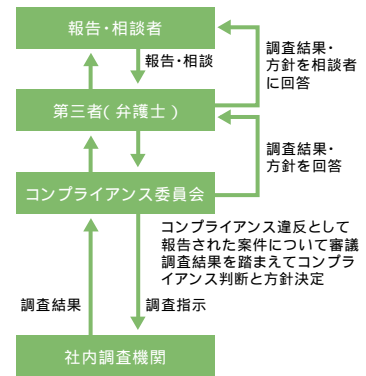 報告・相談者
報告・相談
調査結果・
方針を相談者
に回答
第三者(弁護士)
調査結果・
方針を回答
コンプライアンス委員会
コンプライアンス違反として
報告された案件について審議
調査結果を踏まえてコンプラ
イアンス判断と方針決定
調査結果
調査指示
社内調査機関